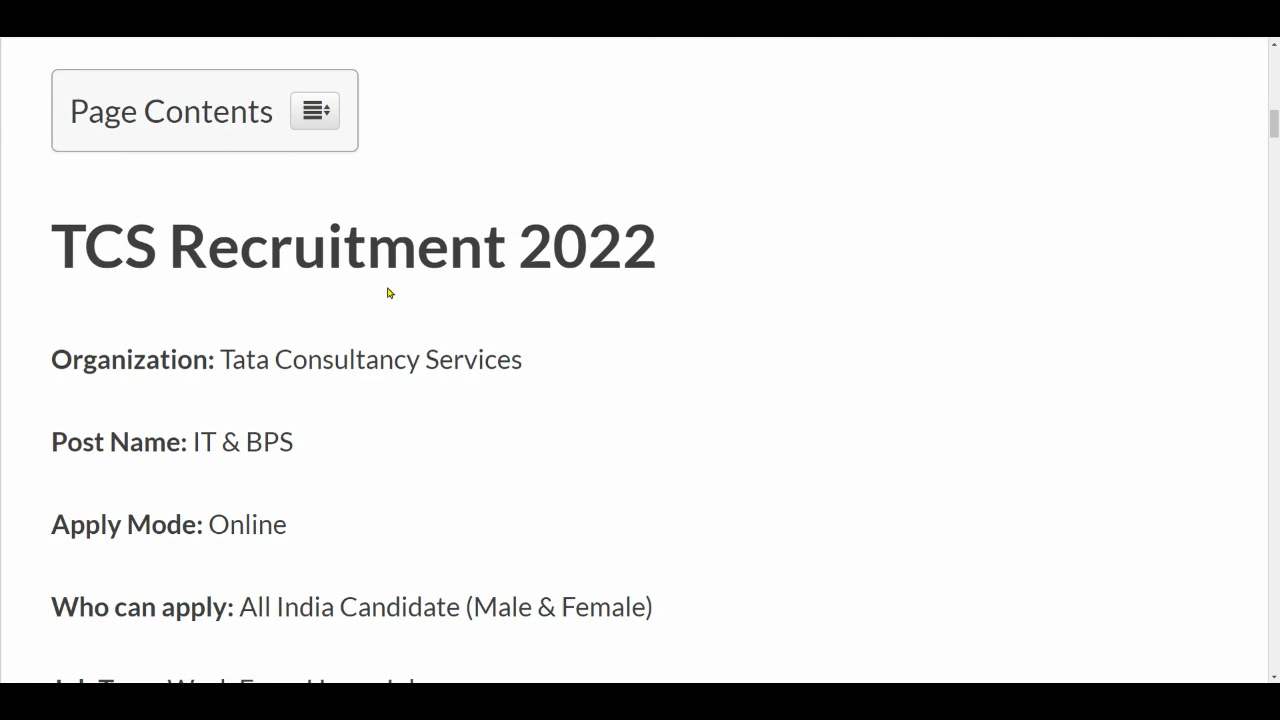 Page Contents
TCS Recruitment 2022
Organization: Tata Consultancy Services
Post Name: IT & BPS
Apply Mode: Online
Who can apply: All India Candidate (Male & Female)